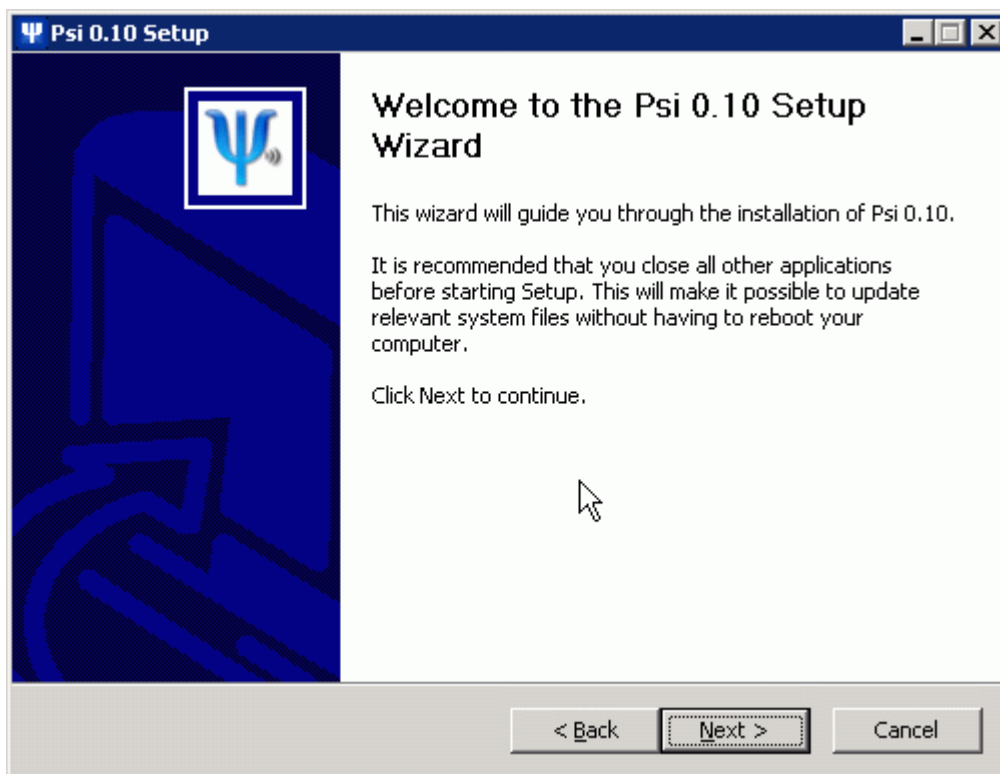 Psi 0.10 Setup
Welcome to the Psi 0.10 Setup
Wizard
This wizard will guide you through the installation of Psi 0.10.
It is recommended that you close all other applications
before starting Setup. This will make it possible to update
relevant system files without having to reboot your
computer.
Click Next to continue.
< Back
Next >
Cancel